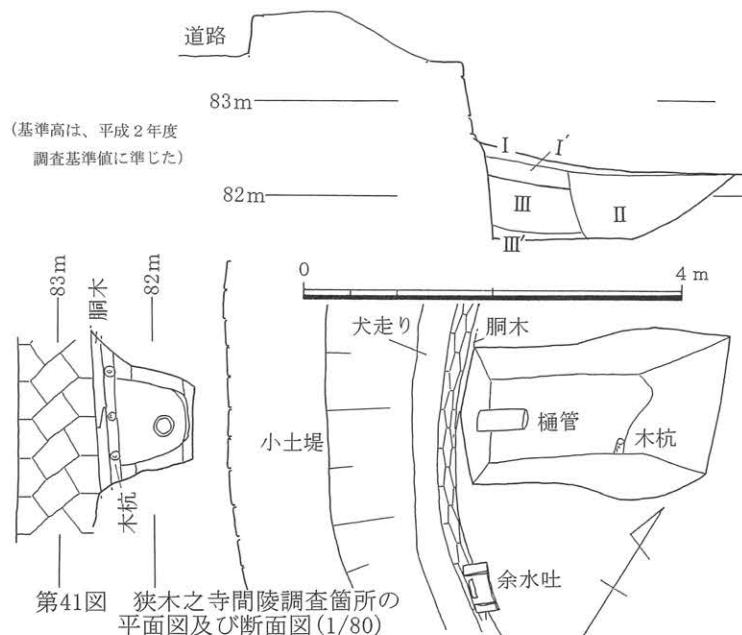 道路
83m
(基準高は、平成2年度
調査基準値に準じた)
I
I′
82m
III
II
III′
83m
胴木
82m
0
4 m
犬走り
胴木
小土堤
樋管
木杭
木杭
余水吐
第41図 狭木之寺間陵調査箇所の
平面図及び断面図(1/80)